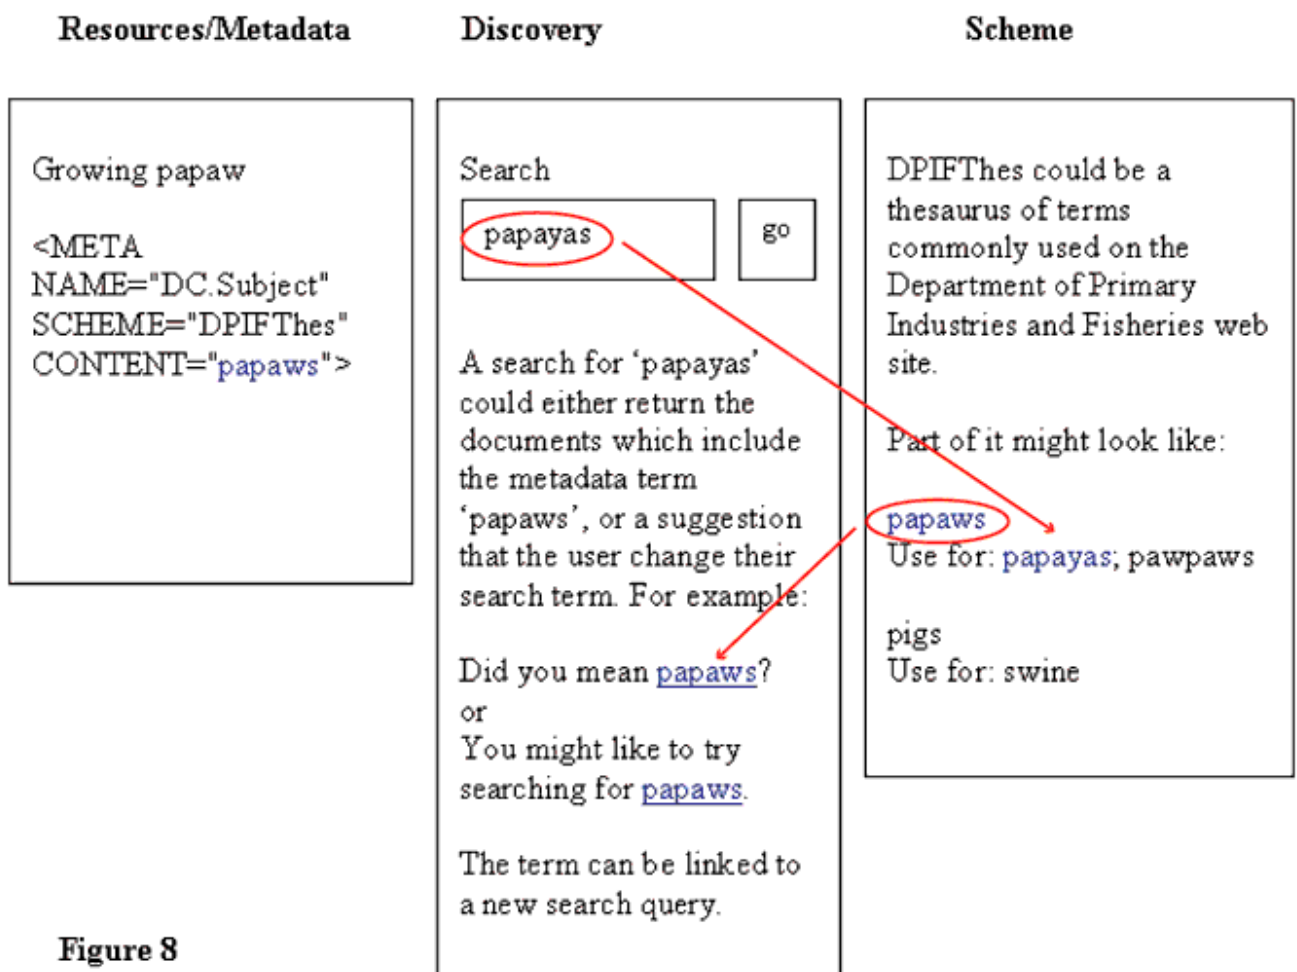 Resources/Metadata
Discovery
Scheme
Growing papaw
<META
NAME="DC.Subject"
SCHEME="DPIFThes"
CONTENT="papaws">
Search
papayas
go
A search for ‘papayas’
could either return the
documents which include
the metadata term
‘papaws’, or a suggestion
that the user change their
search term. For example:
Did you mean papaws?
or
You might like to try
searching for papaws.
The term can be linked to
a new search query.
DPIFThes could be a
thesaurus of terms
commonly used on the
Department of Primary
Industries and Fisheries web
site.
Part of it might look like:
papaws
Use for: papayas; pawpaws
pigs
Use for: swine
Figure 8